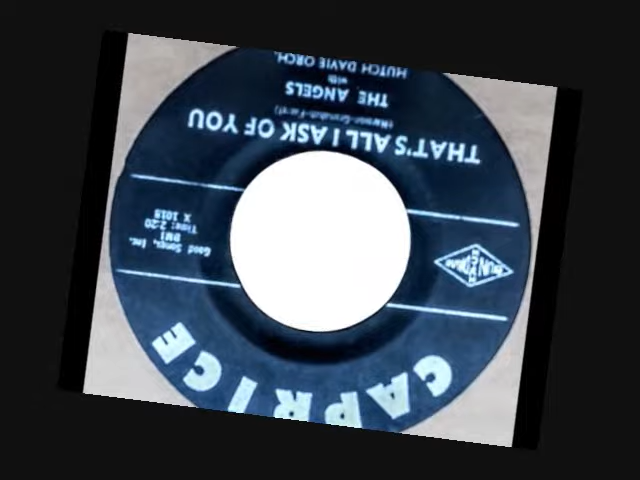 CAPRICE
Good Songs, Inc.
BMI
Time: 2:20
X 1015
THAT'S ALL I ASK OF YOU
THE ANGELS
with
HUTCH DAVIE ORCH.